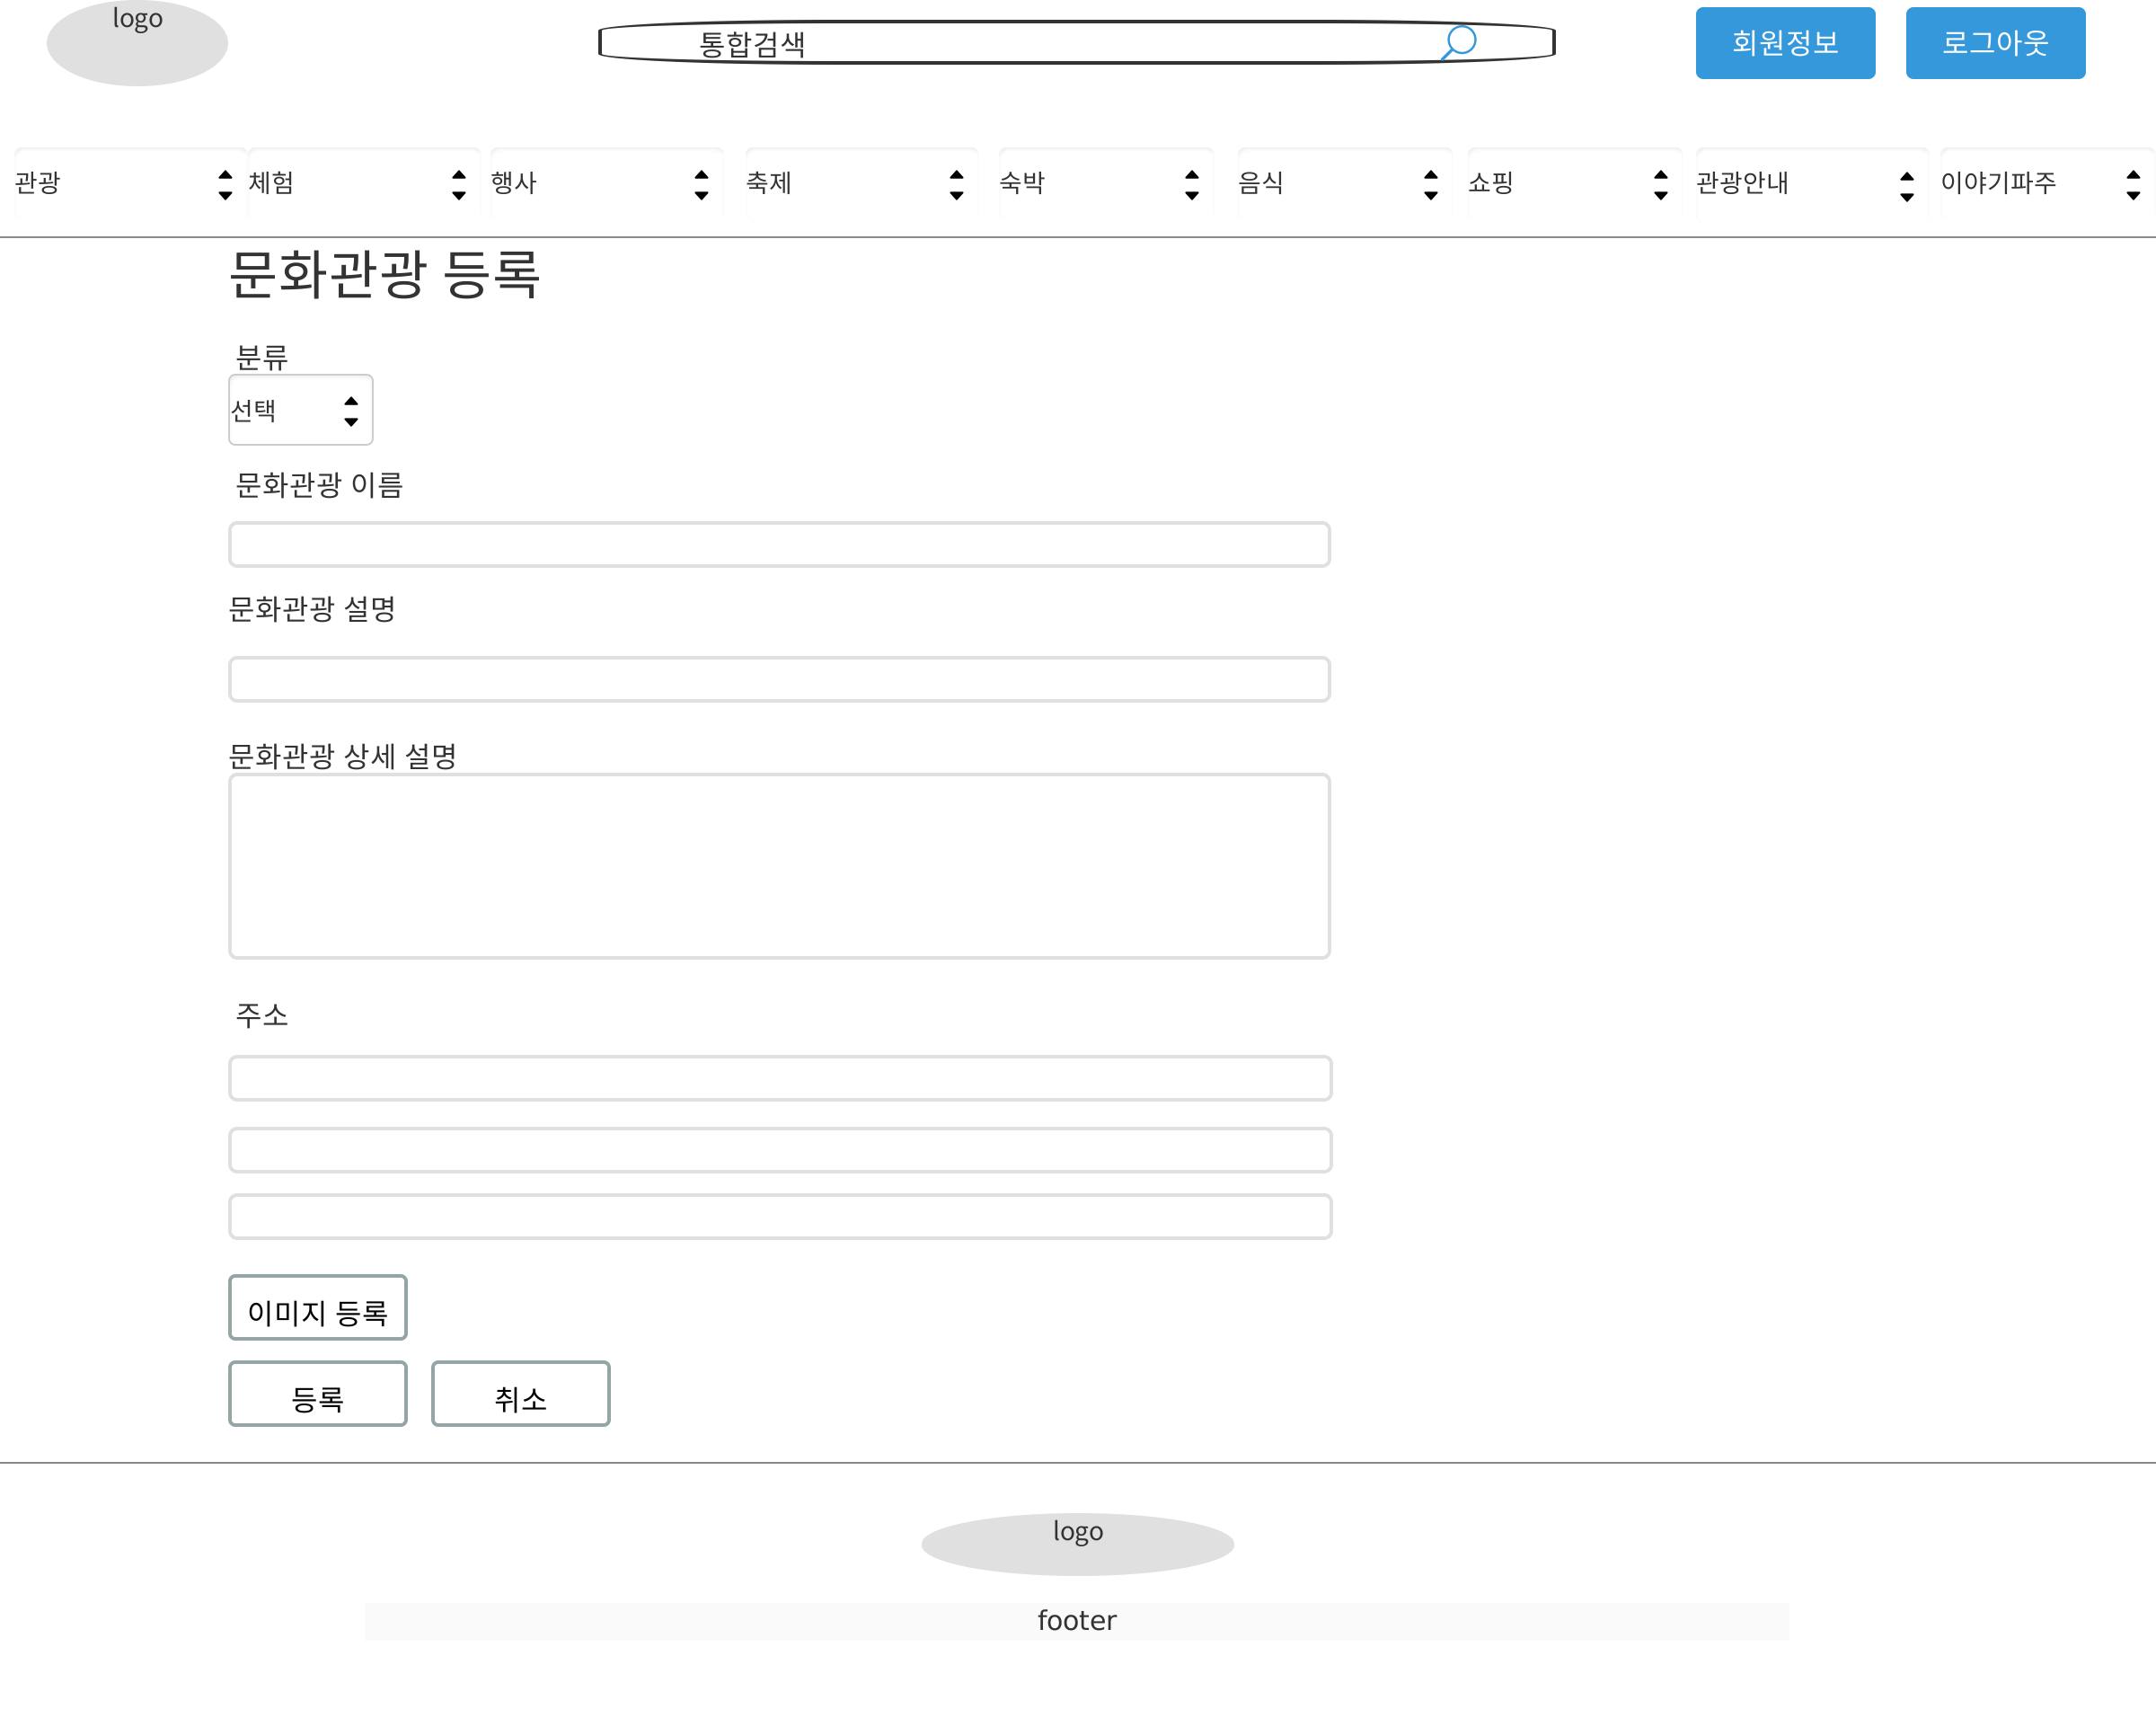 logo
통합검색
회원정보
로그아웃
관광
체험
행사
축제
숙박
음식
쇼핑
관광안내
이야기파주
문화관광 등록
분류
선택
문화관광 이름
문화관광 설명
문화관광 상세 설명
주소
이미지 등록
등록
취소
logo
footer